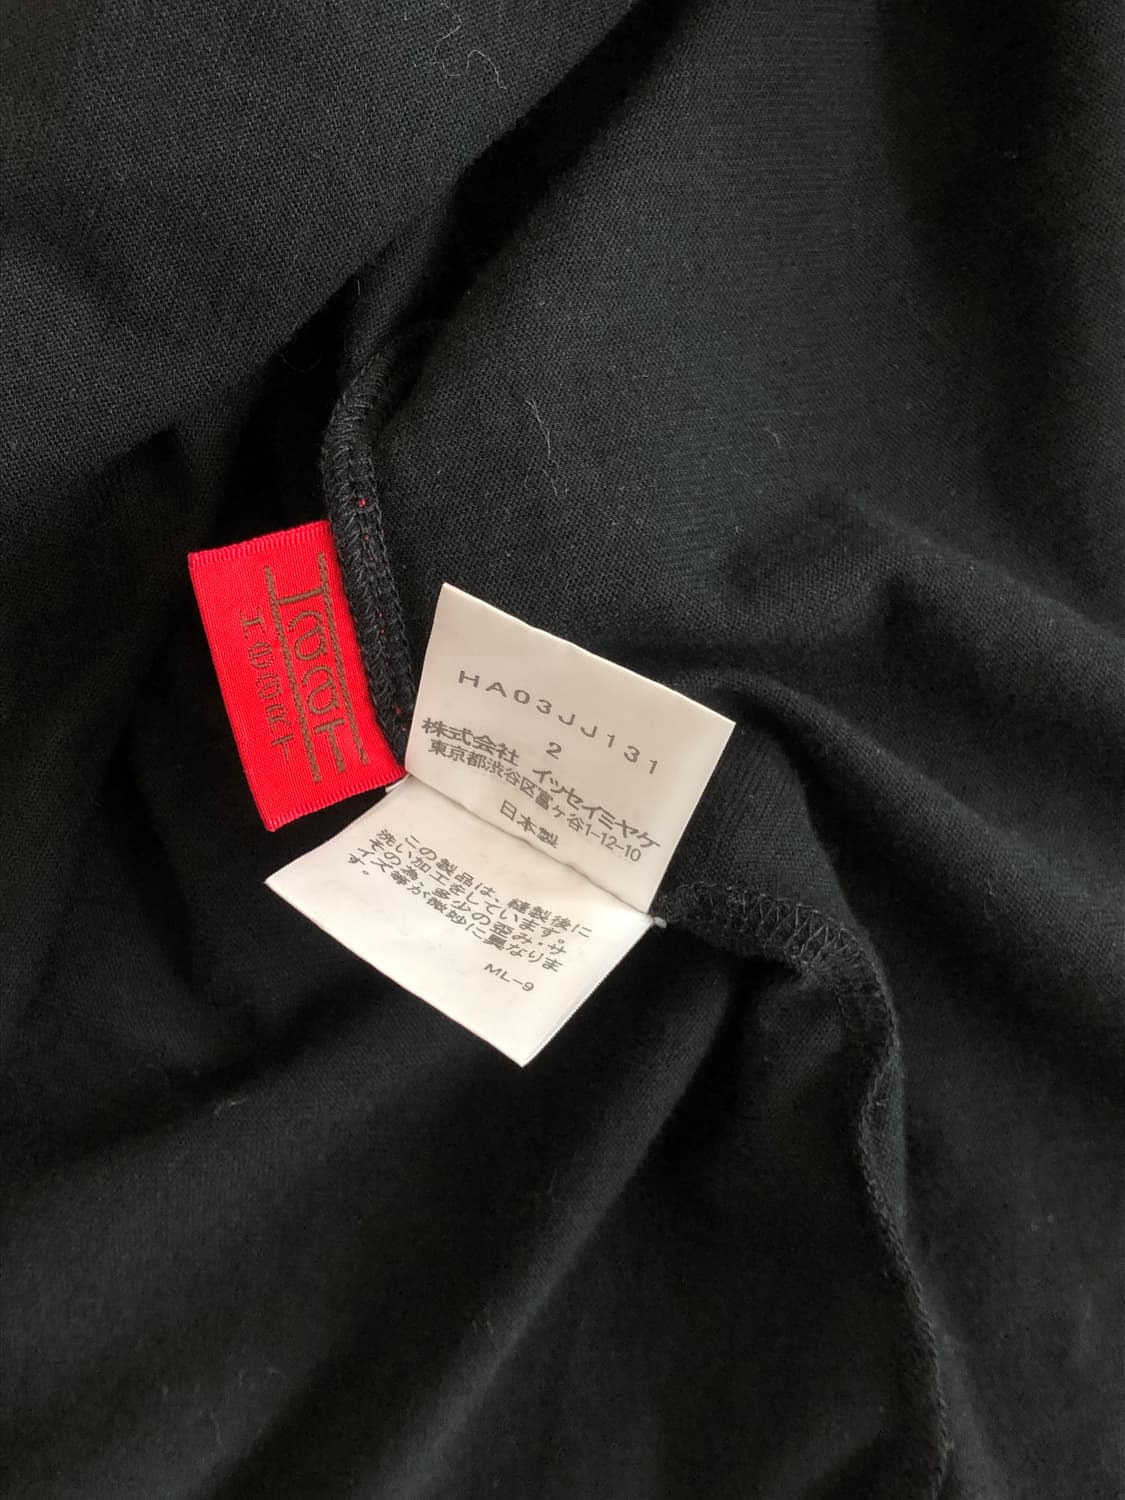 HA03JJ131
2
株式会社 イッセイミヤケ
東京都渋谷区富ヶ谷1-12-10
日本製
この製品は、縫製後に
洗い加工をしています。
その為、多少の歪み・サ
イズ等が微妙に異なりま
す。
ML-9